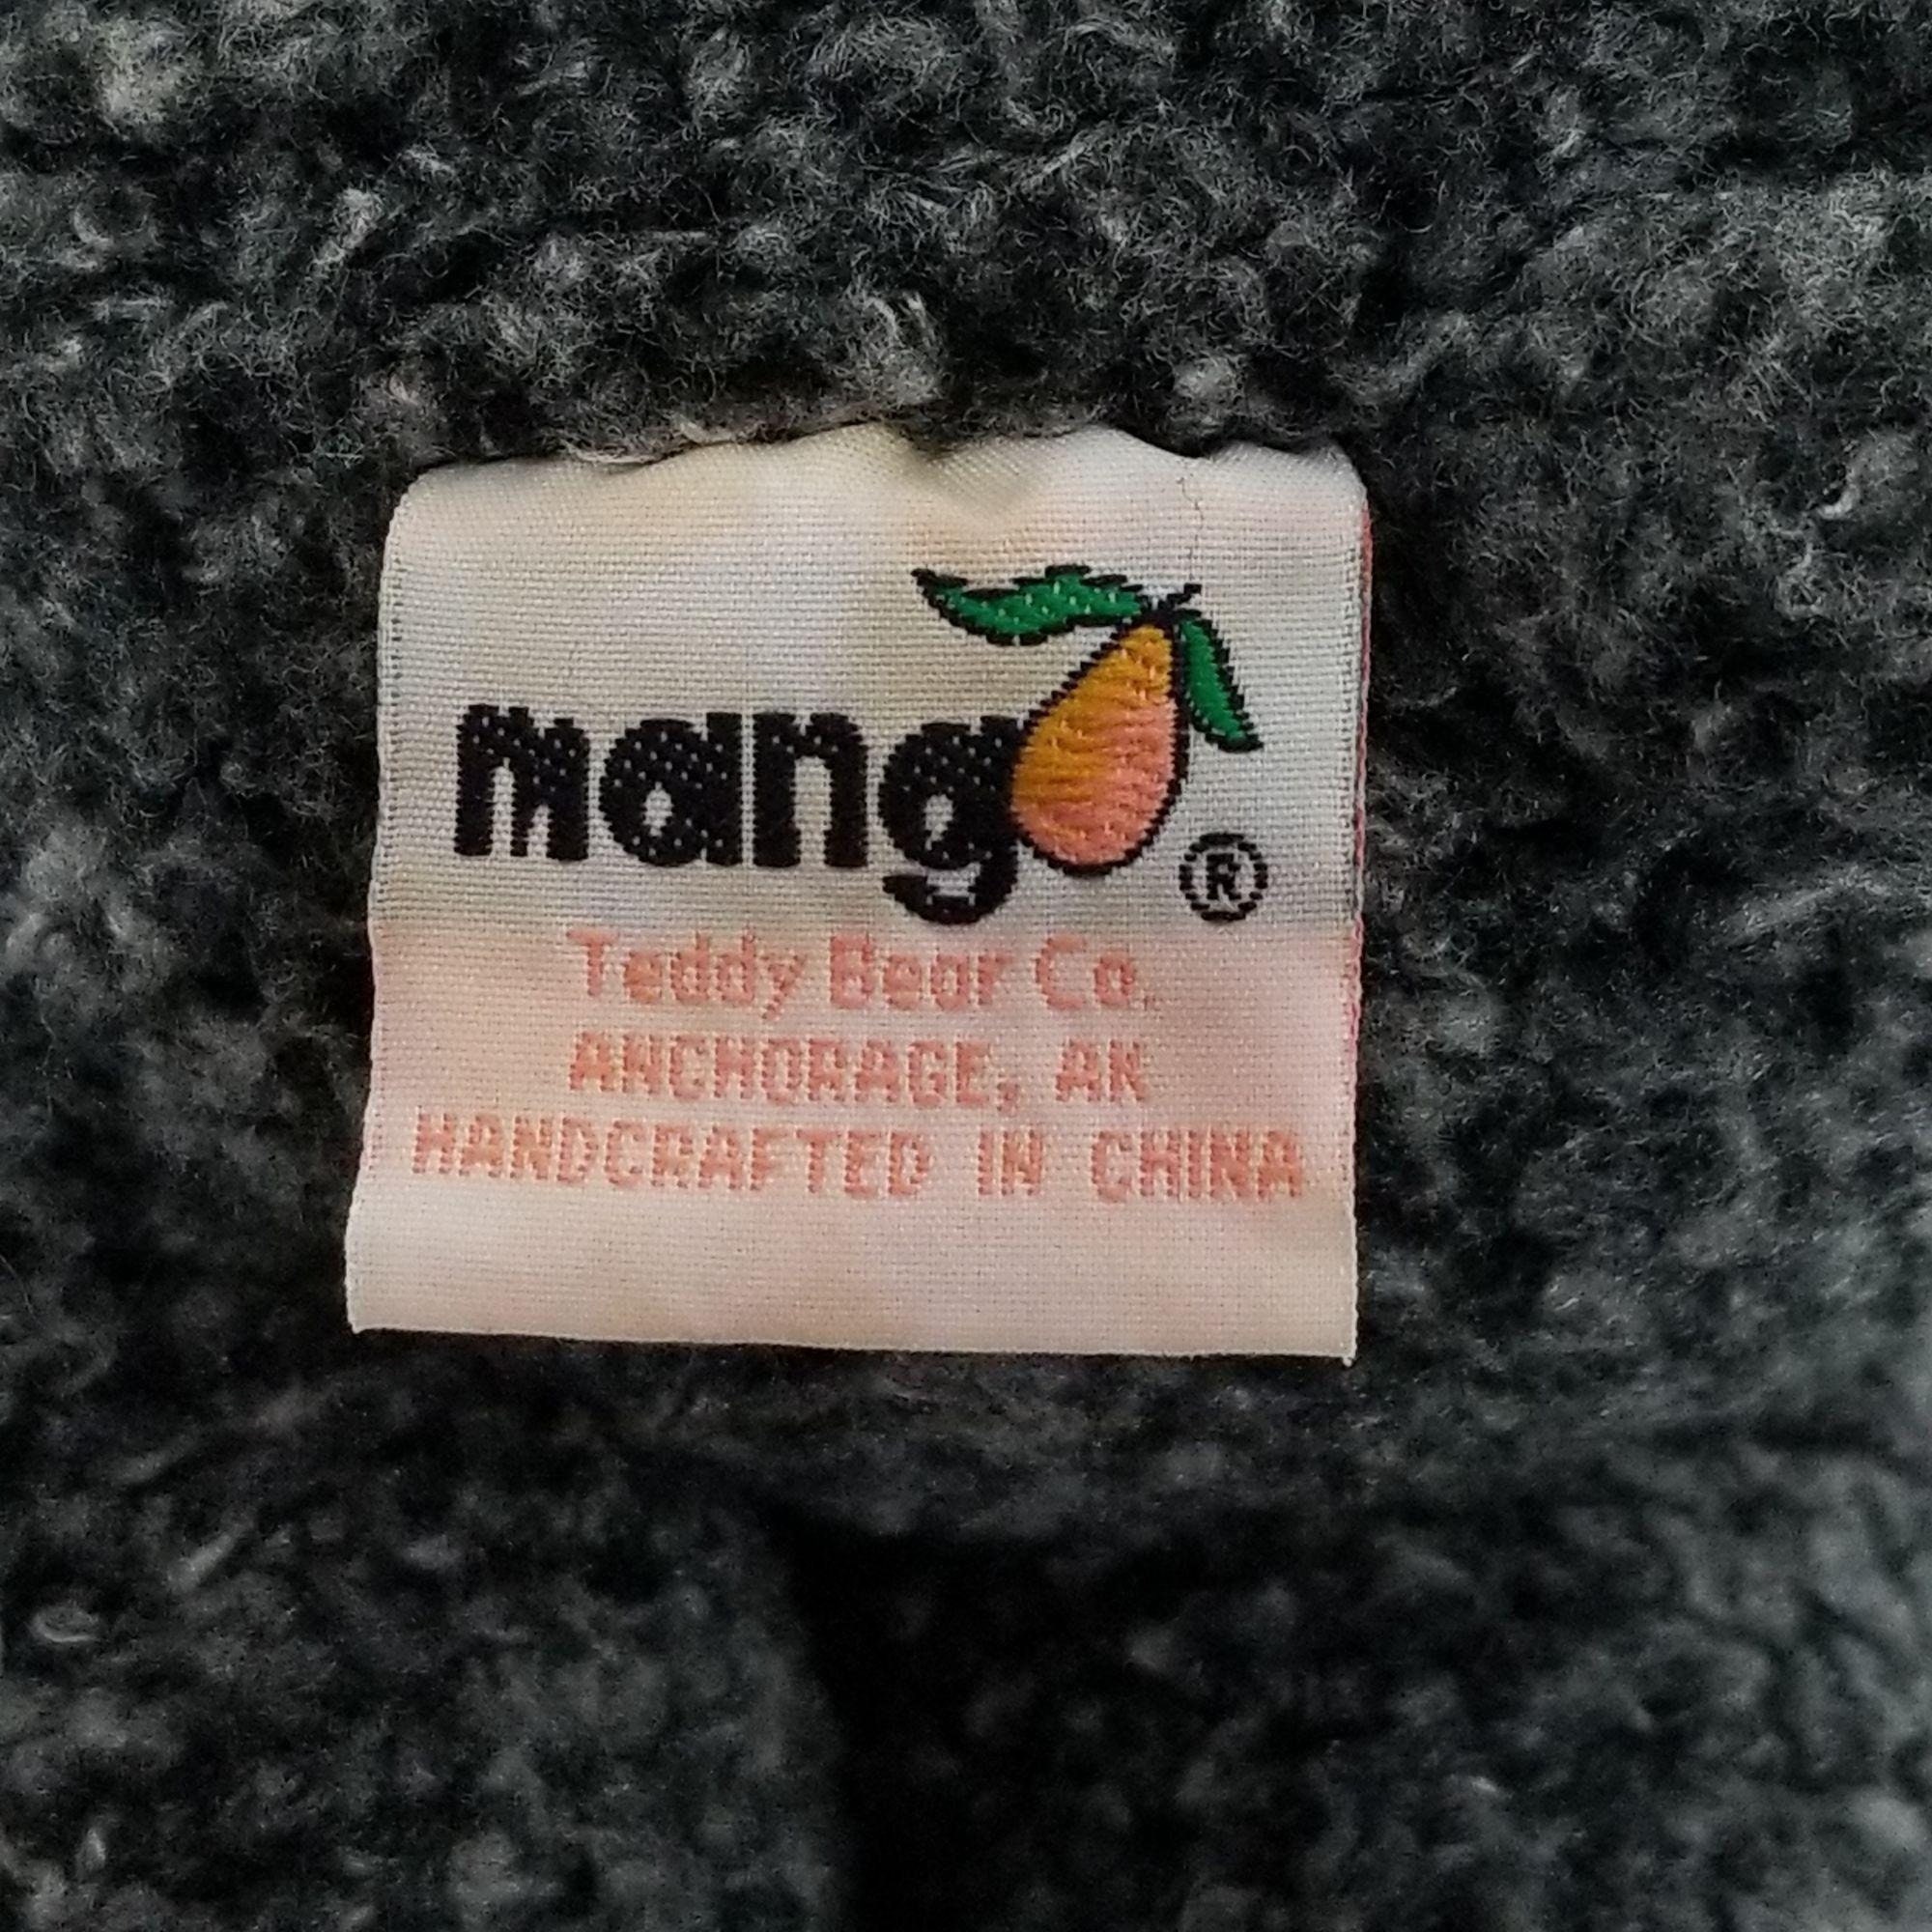 mango ®
Teddy Bear Co.
ANCHORAGE, AK
HANDCRAFTED IN CHINA